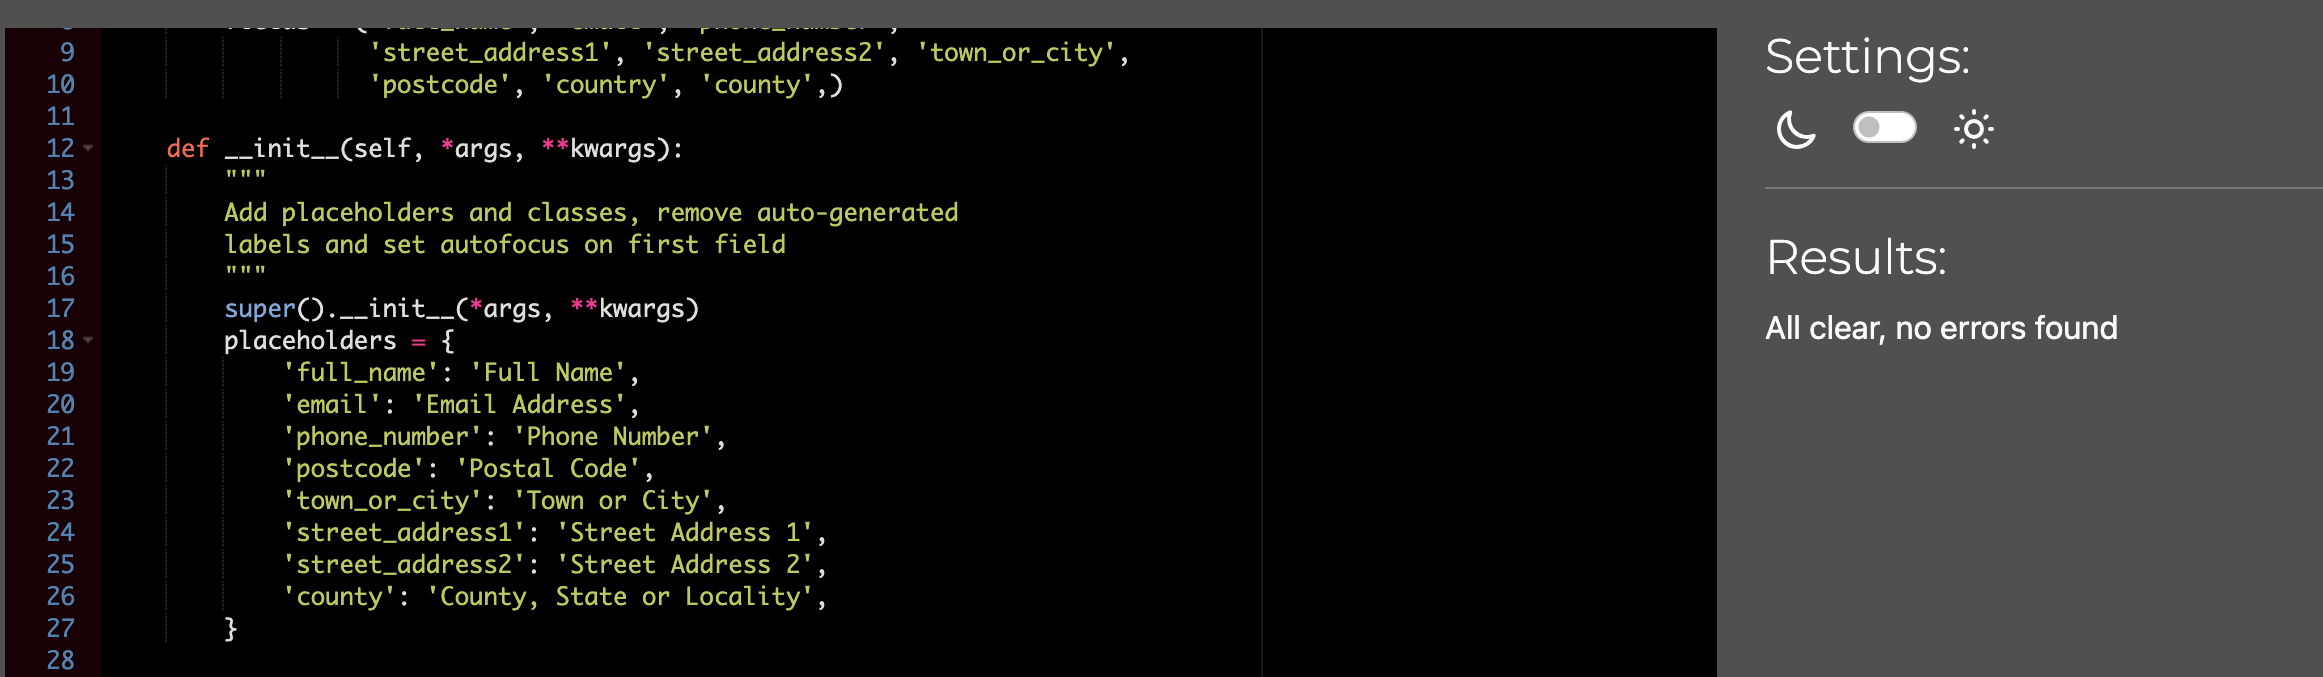 8 fields = ('full_name', 'email', 'phone_number',
9 'street_address1', 'street_address2', 'town_or_city',
10 'postcode', 'country', 'county',)
11
12 def __init__(self, *args, **kwargs):
13 """
14 Add placeholders and classes, remove auto-generated
15 labels and set autofocus on first field
16 """
17 super().__init__(*args, **kwargs)
18 placeholders = {
19 'full_name': 'Full Name',
20 'email': 'Email Address',
21 'phone_number': 'Phone Number',
22 'postcode': 'Postal Code',
23 'town_or_city': 'Town or City',
24 'street_address1': 'Street Address 1',
25 'street_address2': 'Street Address 2',
26 'county': 'County, State or Locality',
27 }
28
Settings:
Results:
All clear, no errors found